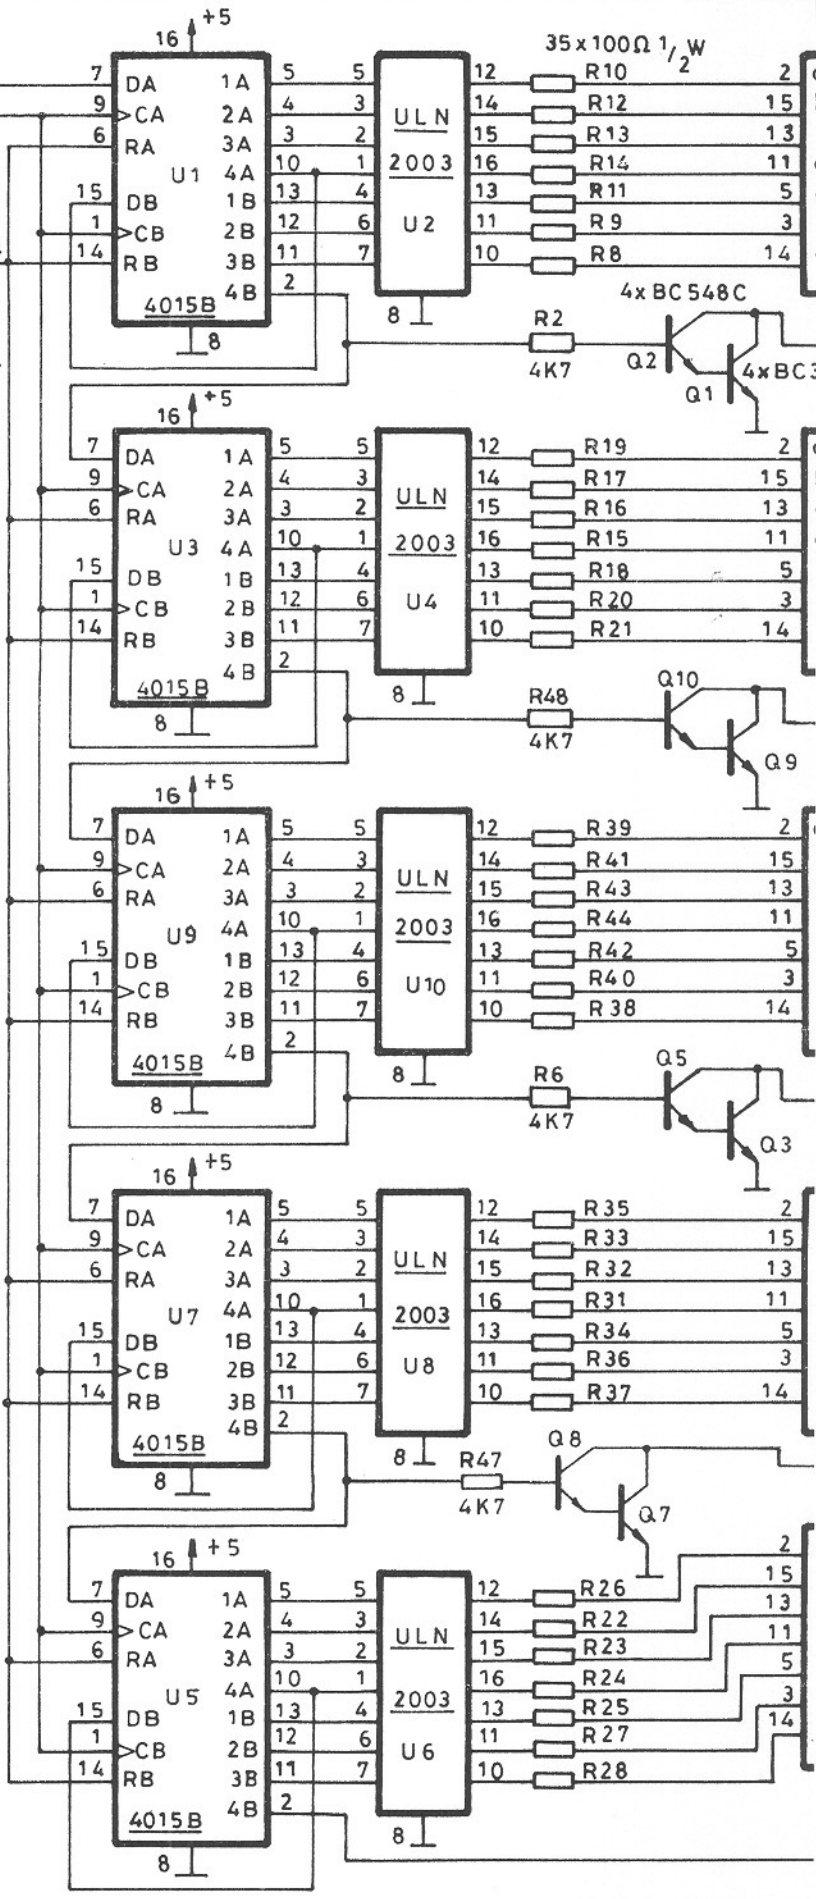 +5
16
35x100Ω 1/2W
7 DA 1A 5 5 12 R10 2
9 CA 2A 4 3 ULN 14 R12 15
6 RA 3A 3 2 15 R13 13
U1 4A 10 1 2003 16 R14 11
15 DB 1B 13 4 13 R11 5
1 CB 2B 12 6 U2 11 R9 3
14 RB 3B 11 7 10 R8 14
4B 2
4015B
8
8
4xBC548C
R2
4K7
Q2
Q1
4xBC3
+5
16
7 DA 1A 5 5 12 R19 2
9 CA 2A 4 3 ULN 14 R17 15
6 RA 3A 3 2 15 R16 13
U3 4A 10 1 2003 16 R15 11
15 DB 1B 13 4 13 R18 5
1 CB 2B 12 6 U4 11 R20 3
14 RB 3B 11 7 10 R21 14
4B 2
4015B
8
8
R48
4K7
Q10
Q9
+5
16
7 DA 1A 5 5 12 R39 2
9 CA 2A 4 3 ULN 14 R41 15
6 RA 3A 3 2 15 R43 13
U9 4A 10 1 2003 16 R44 11
15 DB 1B 13 4 13 R42 5
1 CB 2B 12 6 U10 11 R40 3
14 RB 3B 11 7 10 R38 14
4B 2
4015B
8
8
R6
4K7
Q5
Q3
+5
16
7 DA 1A 5 5 12 R35 2
9 CA 2A 4 3 ULN 14 R33 15
6 RA 3A 3 2 15 R32 13
U7 4A 10 1 2003 16 R31 11
15 DB 1B 13 4 13 R34 5
1 CB 2B 12 6 U8 11 R36 3
14 RB 3B 11 7 10 R37 14
4B 2
4015B
8
8
R47
4K7
Q8
Q7
+5
16
7 DA 1A 5 5 12 R26 2
9 CA 2A 4 3 ULN 14 R22 15
6 RA 3A 3 2 15 R23 13
U5 4A 10 1 2003 16 R24 11
15 DB 1B 13 4 13 R25 5
1 CB 2B 12 6 U6 11 R27 3
14 RB 3B 11 7 10 R28 14
4B 2
4015B
8
8